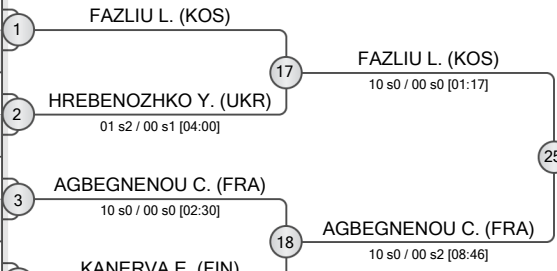 FAZLIU L. (KOS)
1
FAZLIU L. (KOS)
17
10 s0 / 00 s0 [01:17]
HREBENOZHKO Y. (UKR)
2
01 s2 / 00 s1 [04:00]
25
AGBEGNENOU C. (FRA)
3
10 s0 / 00 s0 [02:30]
AGBEGNENOU C. (FRA)
18
10 s0 / 00 s2 [08:46]
KANERVA E. (FIN)